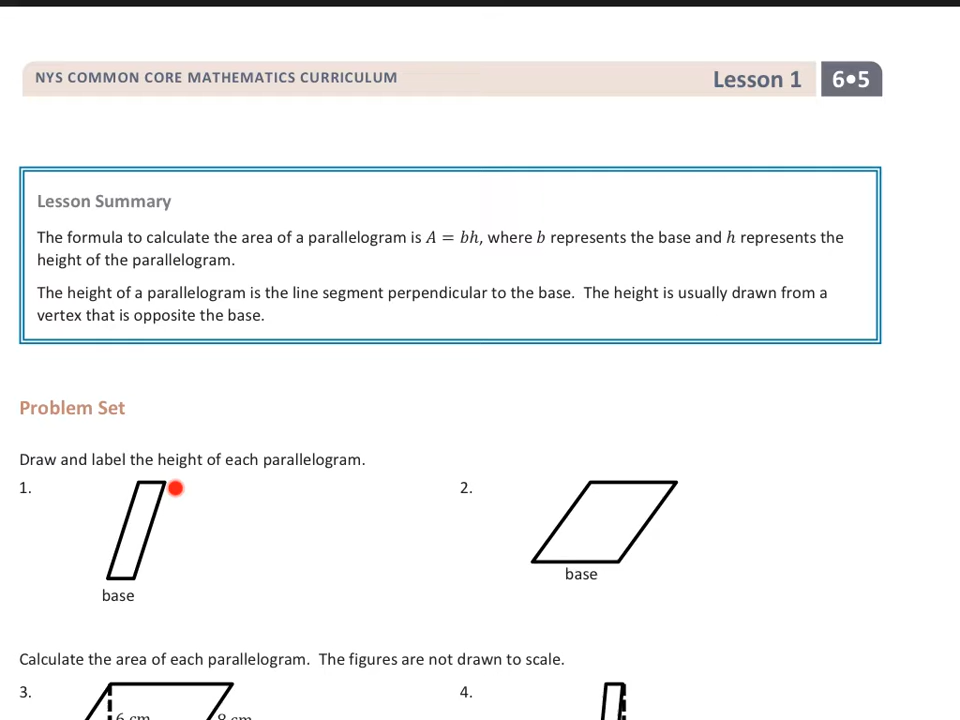 NYS COMMON CORE MATHEMATICS CURRICULUM
Lesson 1
6•5
Lesson Summary
The formula to calculate the area of a parallelogram is A = bh, where b represents the base and h represents the
height of the parallelogram.
The height of a parallelogram is the line segment perpendicular to the base. The height is usually drawn from a
vertex that is opposite the base.
Problem Set
Draw and label the height of each parallelogram.
1.
2.
base
base
Calculate the area of each parallelogram. The figures are not drawn to scale.
3.
4.
6 cm
8 cm